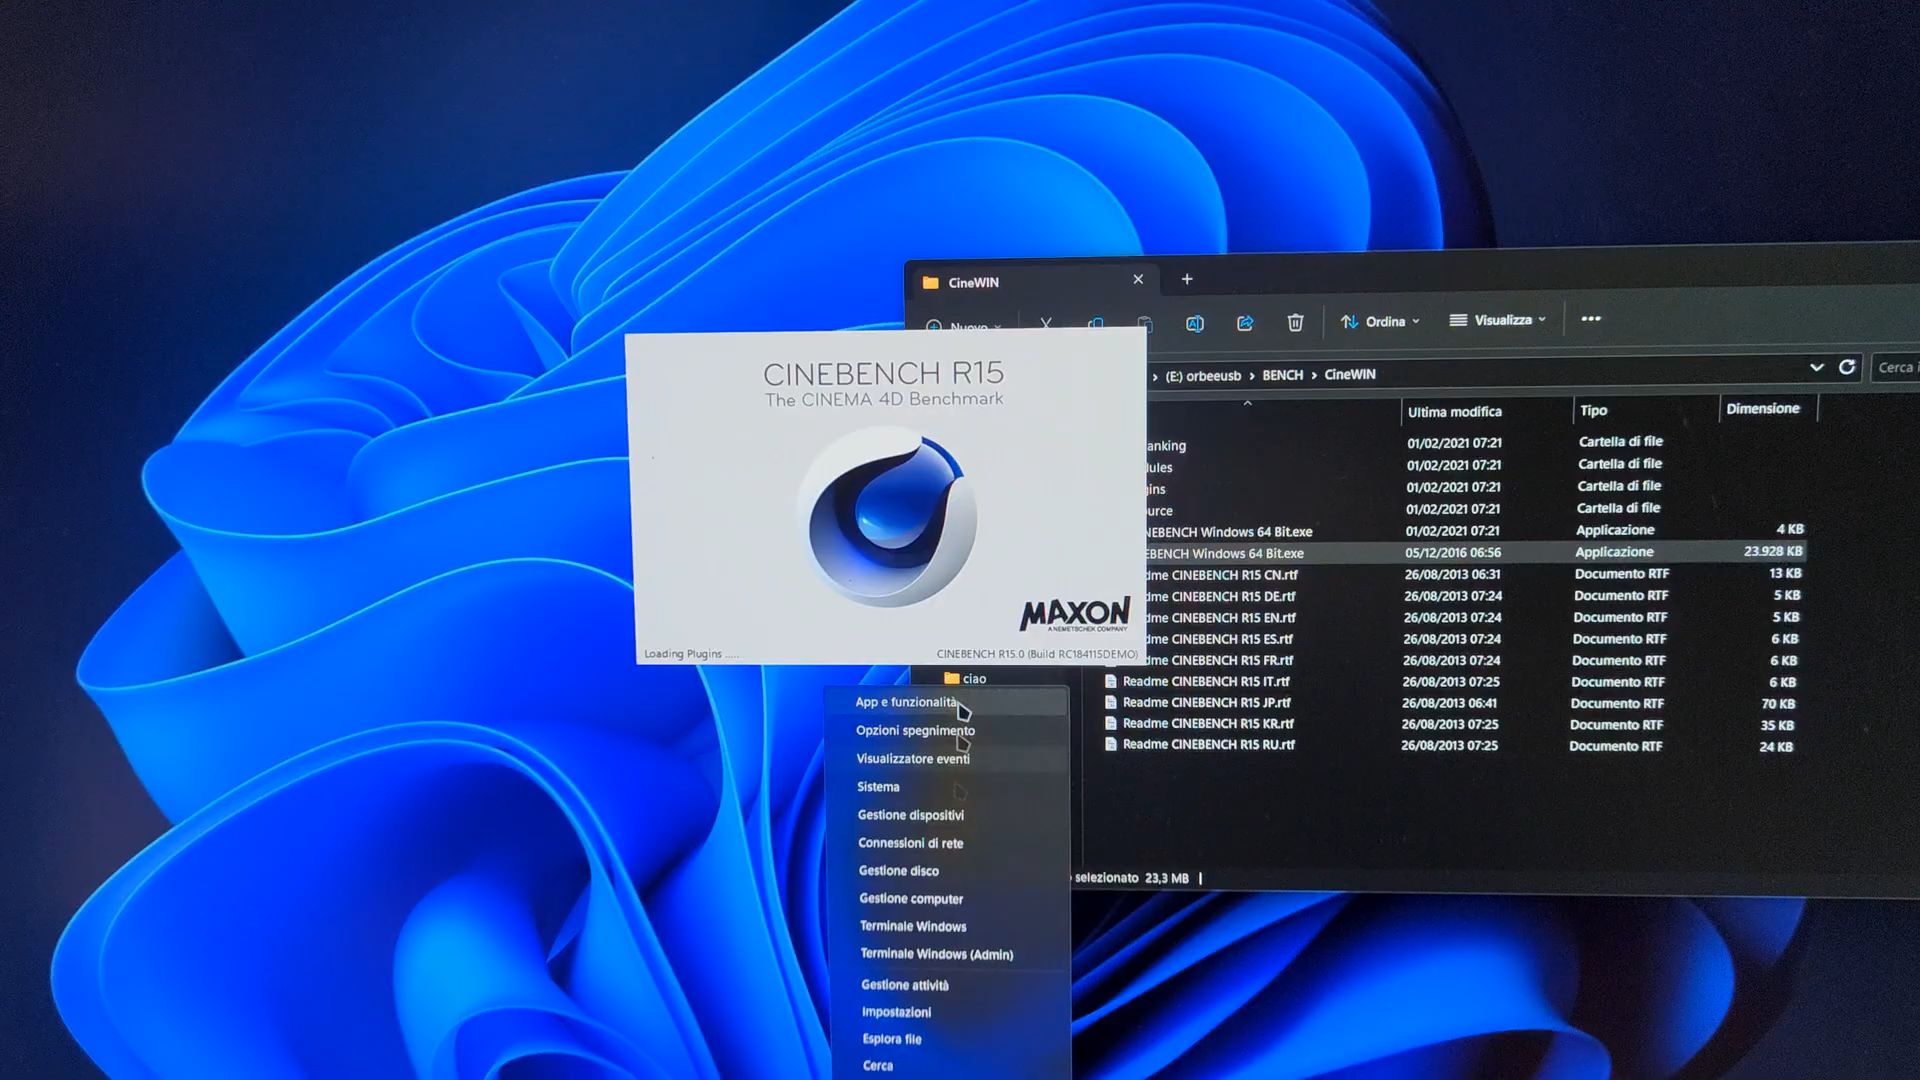 CineWIN
Nuovo
Ordina
Visualizza
(E:) orbeeusb > BENCH > CineWIN
Cerca i
CINEBENCH R15
The CINEMA 4D Benchmark
MAXON
A NEMETSCHEK COMPANY
Loading Plugins .....
CINEBENCH R15.0 (Build RC184115DEMO)
Ultima modifica Tipo Dimensione
anking 01/02/2021 07:21 Cartella di file
dules 01/02/2021 07:21 Cartella di file
gins 01/02/2021 07:21 Cartella di file
urce 01/02/2021 07:21 Cartella di file
NEBENCH Windows 64 Bit.exe 01/02/2021 07:21 Applicazione 4 KB
EBENCH Windows 64 Bit.exe 05/12/2016 06:56 Applicazione 23.928 KB
dme CINEBENCH R15 CN.rtf 26/08/2013 06:31 Documento RTF 13 KB
dme CINEBENCH R15 DE.rtf 26/08/2013 07:24 Documento RTF 5 KB
dme CINEBENCH R15 EN.rtf 26/08/2013 07:24 Documento RTF 5 KB
dme CINEBENCH R15 ES.rtf 26/08/2013 07:24 Documento RTF 6 KB
dme CINEBENCH R15 FR.rtf 26/08/2013 07:24 Documento RTF 6 KB
Readme CINEBENCH R15 IT.rtf 26/08/2013 07:25 Documento RTF 6 KB
Readme CINEBENCH R15 JP.rtf 26/08/2013 06:41 Documento RTF 70 KB
Readme CINEBENCH R15 KR.rtf 26/08/2013 07:25 Documento RTF 35 KB
Readme CINEBENCH R15 RU.rtf 26/08/2013 07:25 Documento RTF 24 KB
ciao
selezionato 23,3 MB
App e funzionalità
Opzioni spegnimento
Visualizzatore eventi
Sistema
Gestione dispositivi
Connessioni di rete
Gestione disco
Gestione computer
Terminale Windows
Terminale Windows (Admin)
Gestione attività
Impostazioni
Esplora file
Cerca